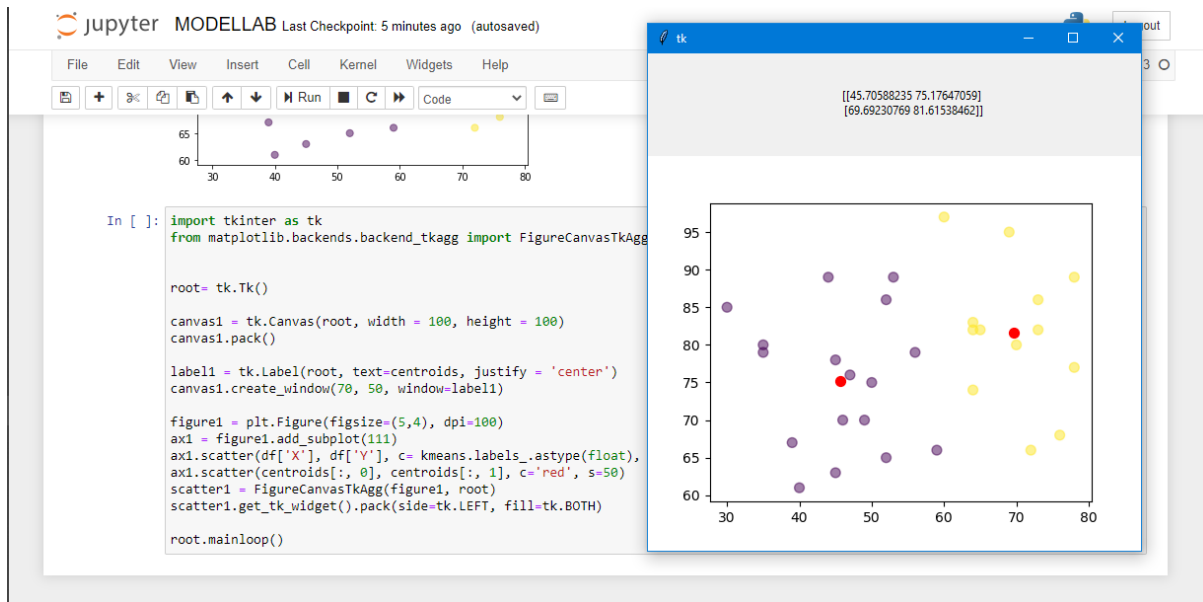 jupyter MODELLAB Last Checkpoint: 5 minutes ago (autosaved)
out
File Edit View Insert Cell Kernel Widgets Help
3
Run
Code
65
60
30 40 50 60 70 80
In [ ]:
import tkinter as tk
from matplotlib.backends.backend_tkagg import FigureCanvasTkAgg
root= tk.Tk()
canvas1 = tk.Canvas(root, width = 100, height = 100)
canvas1.pack()
label1 = tk.Label(root, text=centroids, justify = 'center')
canvas1.create_window(70, 50, window=label1)
figure1 = plt.Figure(figsize=(5,4), dpi=100)
ax1 = figure1.add_subplot(111)
ax1.scatter(df['X'], df['Y'], c= kmeans.labels_.astype(float),
ax1.scatter(centroids[:, 0], centroids[:, 1], c='red', s=50)
scatter1 = FigureCanvasTkAgg(figure1, root)
scatter1.get_tk_widget().pack(side=tk.LEFT, fill=tk.BOTH)
root.mainloop()
tk
[[45.70588235 75.17647059]
[69.69230769 81.61538462]]
95
90
85
80
75
70
65
60
30 40 50 60 70 80